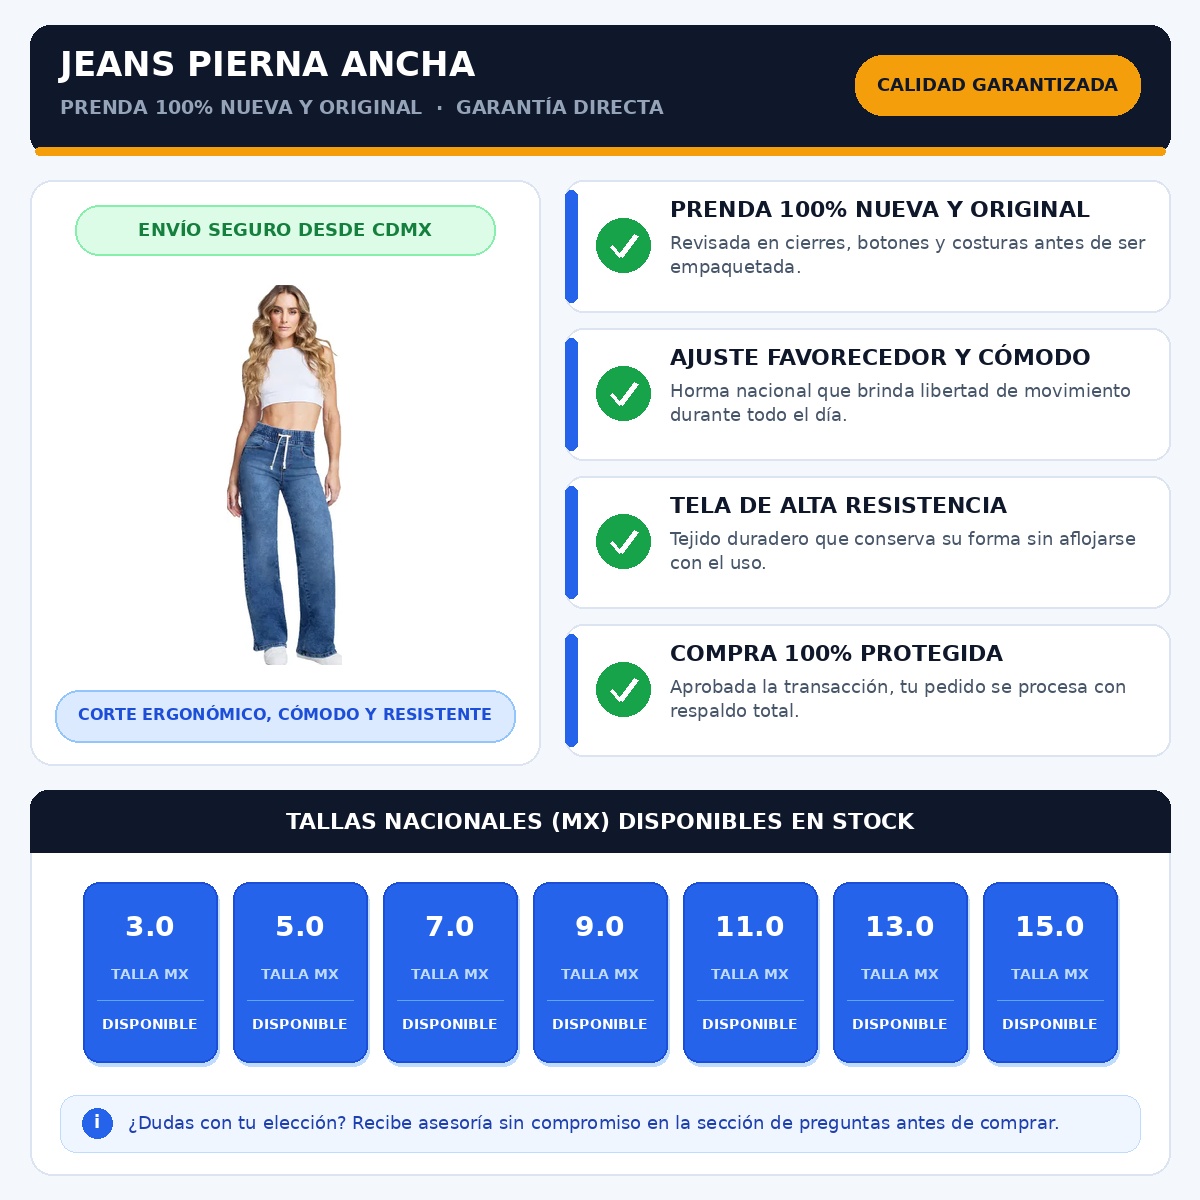 JEANS PIERNA ANCHA
PRENDA 100% NUEVA Y ORIGINAL · GARANTÍA DIRECTA
CALIDAD GARANTIZADA
ENVÍO SEGURO DESDE CDMX
CORTE ERGONÓMICO, CÓMODO Y RESISTENTE
PRENDA 100% NUEVA Y ORIGINAL
Revisada en cierres, botones y costuras antes de ser
empaquetada.
AJUSTE FAVORECEDOR Y CÓMODO
Horma nacional que brinda libertad de movimiento
durante todo el día.
TELA DE ALTA RESISTENCIA
Tejido duradero que conserva su forma sin aflojarse
con el uso.
COMPRA 100% PROTEGIDA
Aprobada la transacción, tu pedido se procesa con
respaldo total.
TALLAS NACIONALES (MX) DISPONIBLES EN STOCK
3.0
TALLA MX
DISPONIBLE
5.0
TALLA MX
DISPONIBLE
7.0
TALLA MX
DISPONIBLE
9.0
TALLA MX
DISPONIBLE
11.0
TALLA MX
DISPONIBLE
13.0
TALLA MX
DISPONIBLE
15.0
TALLA MX
DISPONIBLE
i ¿Dudas con tu elección? Recibe asesoría sin compromiso en la sección de preguntas antes de comprar.